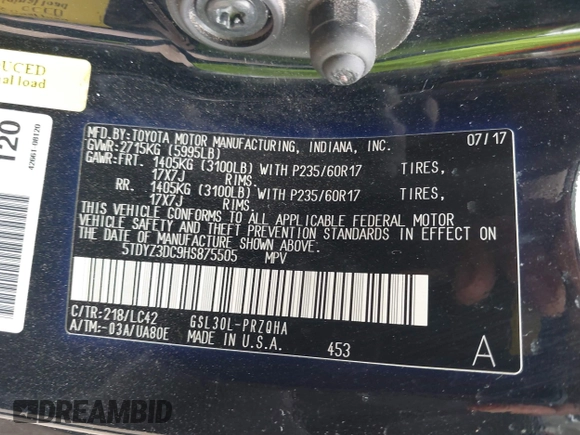 UCED
al load
120
42661 08120
MFD.BY:TOYOTA MOTOR MANUFACTURING, INDIANA, INC. 07/17
GVWR:2715KG (5995LB)
GAWR:FRT. 1405KG (3100LB) WITH P235/60R17 TIRES,
17X7J RIMS,
RR. 1405KG (3100LB) WITH P235/60R17 TIRES,
17X7J RIMS,
THIS VEHICLE CONFORMS TO ALL APPLICABLE FEDERAL MOTOR
VEHICLE SAFETY AND THEFT PREVENTION STANDARDS IN EFFECT
ON THE DATE OF MANUFACTURE SHOWN ABOVE.
5TDYZ3DC9HS875505 MPV
C/TR:218/LC42 GSL30L-PRZQHA
A/TM:-03A/UA80E MADE IN U.S.A. 453 A
DREAMBID